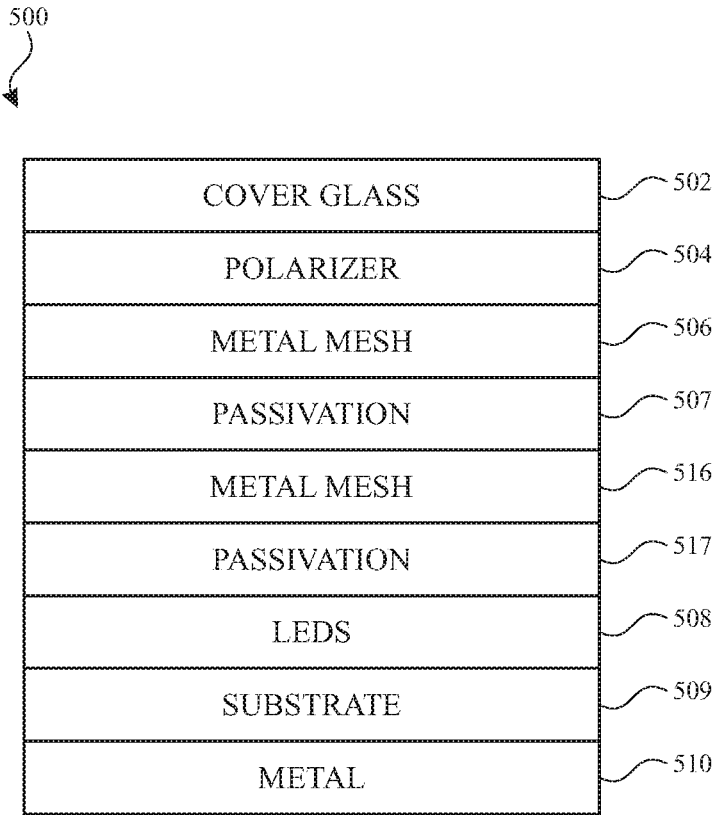 500
COVER GLASS 502
POLARIZER 504
METAL MESH 506
PASSIVATION 507
METAL MESH 516
PASSIVATION 517
LEDS 508
SUBSTRATE 509
METAL 510